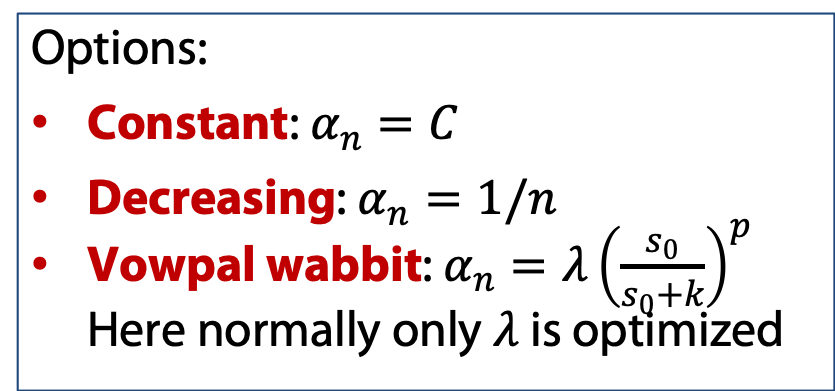 Options:
• Constant: αₙ = C
• Decreasing: αₙ = 1/n
• Vowpal wabbit: αₙ = λ (s₀/(s₀+k))ᵖ
Here normally only λ is optimized